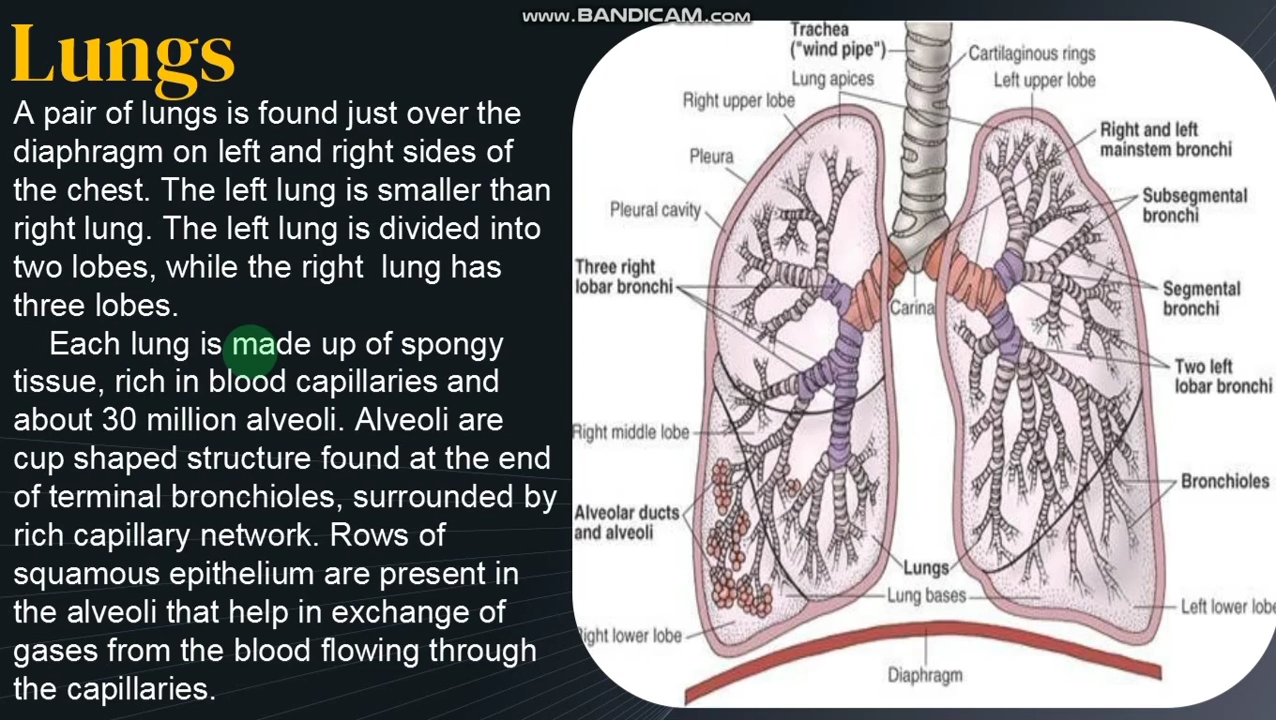 www.BANDICAM.com
Lungs
A pair of lungs is found just over the
diaphragm on left and right sides of
the chest. The left lung is smaller than
right lung. The left lung is divided into
two lobes, while the right lung has
three lobes.
Each lung is made up of spongy
tissue, rich in blood capillaries and
about 30 million alveoli. Alveoli are
cup shaped structure found at the end
of terminal bronchioles, surrounded by
rich capillary network. Rows of
squamous epithelium are present in
the alveoli that help in exchange of
gases from the blood flowing through
the capillaries.
Trachea
("wind pipe")
Cartilaginous rings
Lung apices
Left upper lobe
Right upper lobe
Right and left
mainstem bronchi
Pleura
Subsegmental
bronchi
Pleural cavity
Three right
lobar bronchi
Carina
Segmental
bronchi
Two left
lobar bronchi
Right middle lobe
Bronchioles
Alveolar ducts
and alveoli
Lungs
Lung bases
Left lower lobe
Right lower lobe
Diaphragm